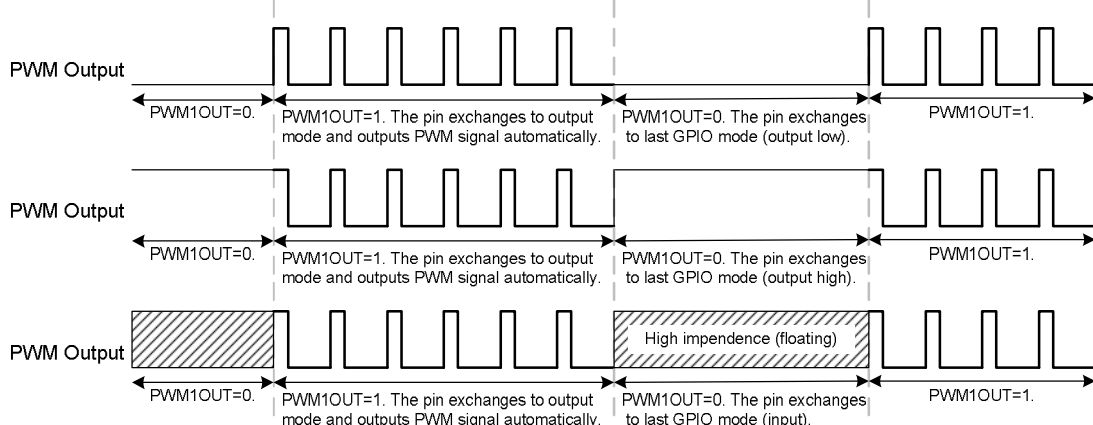 PWM Output
PWM1OUT=0.
PWM1OUT=1. The pin exchanges to output
mode and outputs PWM signal automatically.
PWM1OUT=0. The pin exchanges
to last GPIO mode (output low).
PWM1OUT=1.
PWM Output
PWM1OUT=0.
PWM1OUT=1. The pin exchanges to output
mode and outputs PWM signal automatically.
PWM1OUT=0. The pin exchanges
to last GPIO mode (output high).
PWM1OUT=1.
PWM Output
High impendence (floating)
PWM1OUT=0.
PWM1OUT=1. The pin exchanges to output
mode and outputs PWM signal automatically.
PWM1OUT=0. The pin exchanges
to last GPIO mode (input).
PWM1OUT=1.